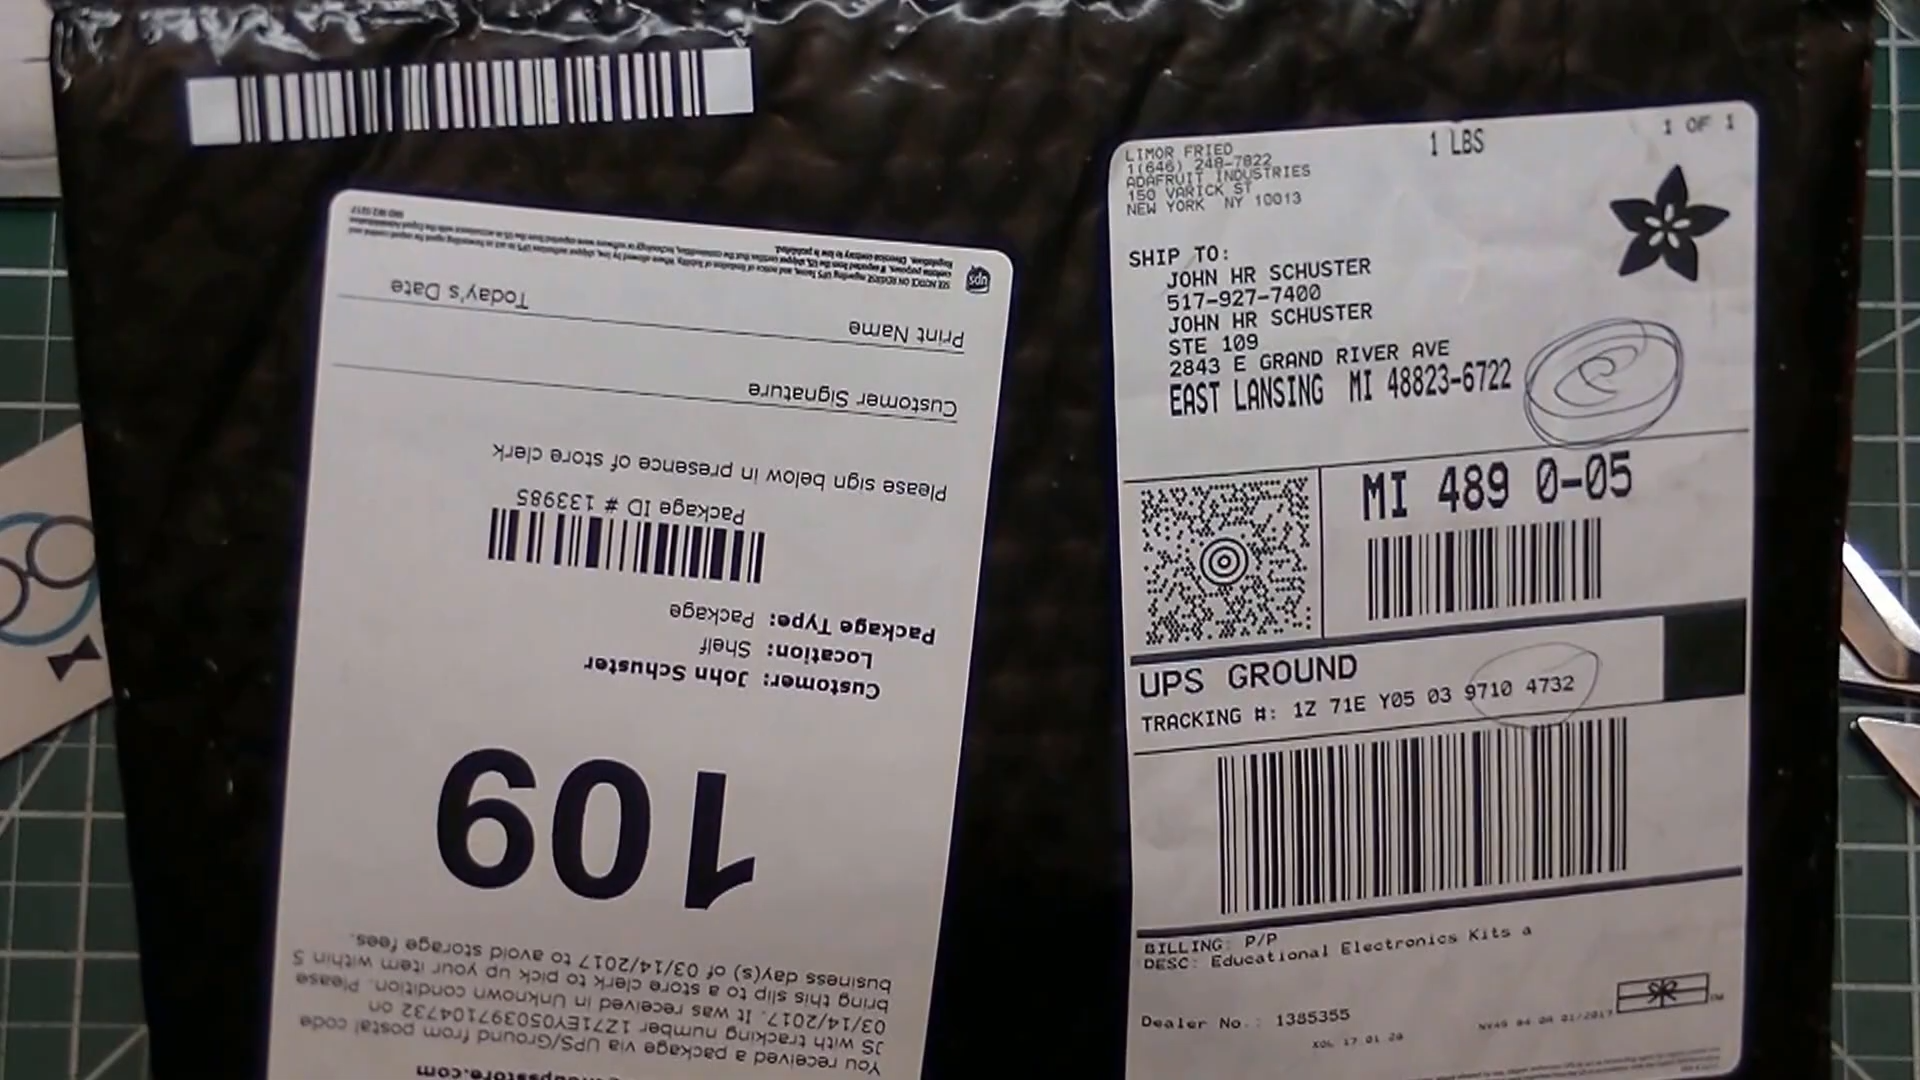 LIMOR FRIED
1(646) 248-7822
ADAFRUIT INDUSTRIES
150 VARICK ST
NEW YORK NY 10013
1 LBS
1 OF 1
SHIP TO:
JOHN HR SCHUSTER
517-927-7400
JOHN HR SCHUSTER
STE 109
2843 E GRAND RIVER AVE
EAST LANSING MI 48823-6722
MI 489 0-05
UPS GROUND
TRACKING #: 1Z 71E Y05 03 9710 4732
BILLING: P/P
DESC: Educational Electronics Kits a
Dealer No.: 1385355
XOL 17.01.20
You received a package via UPS/Ground/UPS from postal code
JS with tracking number 1Z71EY050397104732 on
03/14/2017. It was received in Unknown condition. Please
bring this slip to a store clerk to pick up your item within 5
business day(s) of 03/14/2017 to avoid storage fees.
109
Customer: John Schuster
Location: Shelf
Package Type: Package
Package ID # 133985
Please sign below in presence of store clerk
Customer Signature
Print Name
Today's Date
ups